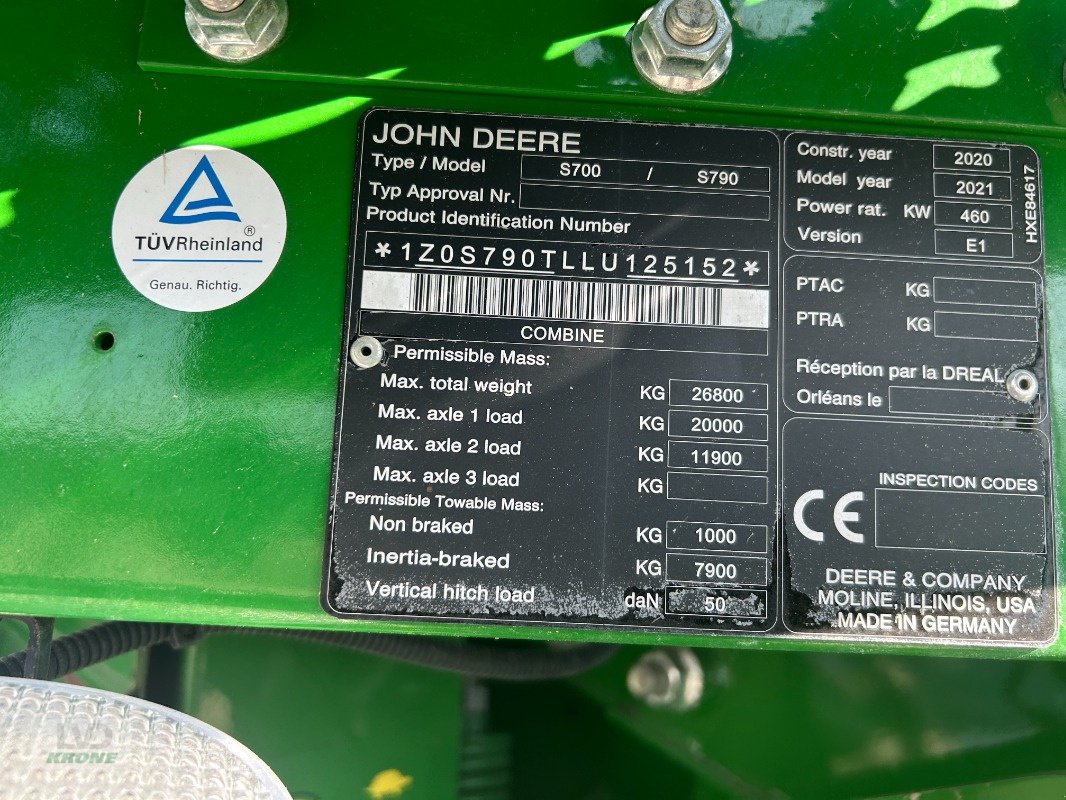 TÜVRheinland ®
Genau. Richtig.
JOHN DEERE
Type / Model S700 / S790
Typ Approval Nr.
Product Identification Number
*1Z0S790TLLU125152*
COMBINE
Permissible Mass:
Max. total weight KG 26800
Max. axle 1 load KG 20000
Max. axle 2 load KG 11900
Max. axle 3 load KG
Permissible Towable Mass:
Non braked KG 1000
Inertia-braked KG 7900
Vertical hitch load daN 50
Constr. year 2020
Model year 2021
Power rat. KW 460
Version E1
HXE84617
PTAC KG
PTRA KG
Réception par la DREAL
Orléans le
INSPECTION CODES
CE
DEERE & COMPANY
MOLINE, ILLINOIS, USA
MADE IN GERMANY
KRONE